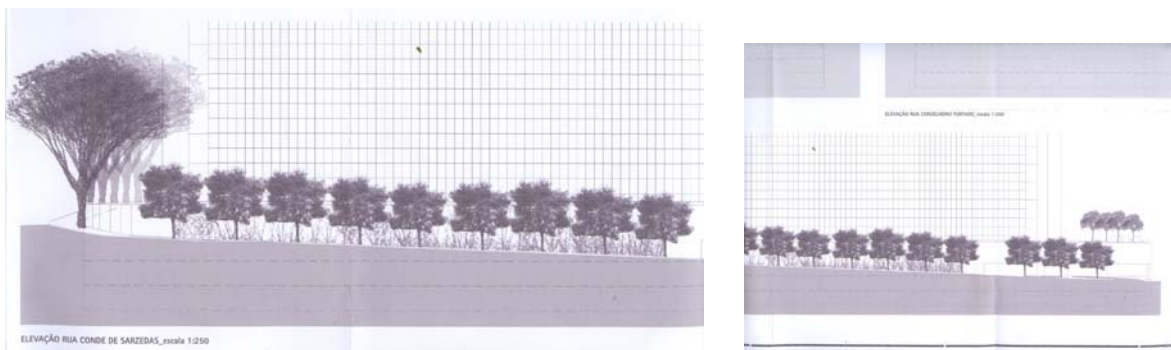 ELEVAÇÃO RUA CONDE DE SARZEDAS_escala 1:250
ELEVAÇÃO RUA CONSELHEIRO FURTADO_escala 1:250